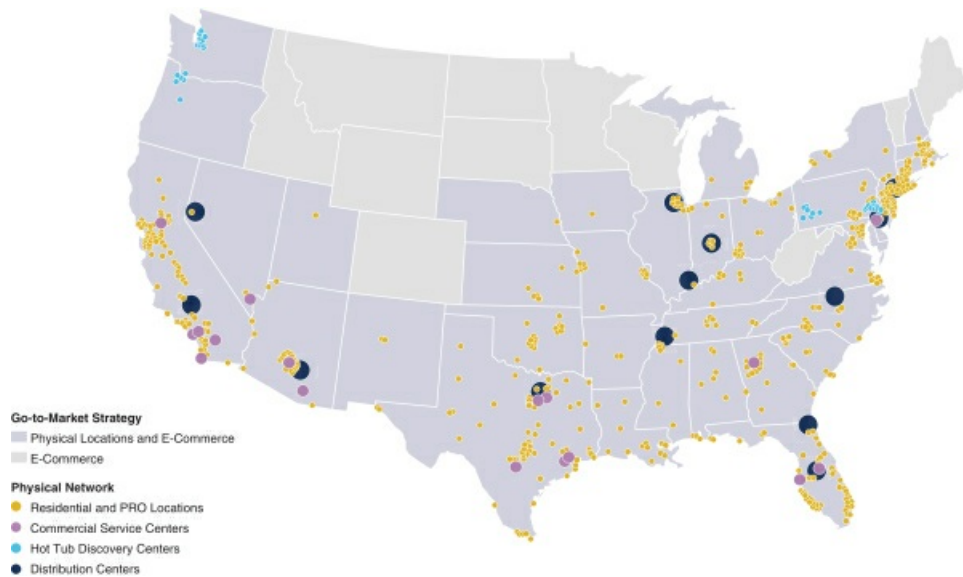 Go-to-Market Strategy
Physical Locations and E-Commerce
E-Commerce
Physical Network
Residential and PRO Locations
Commercial Service Centers
Hot Tub Discovery Centers
Distribution Centers